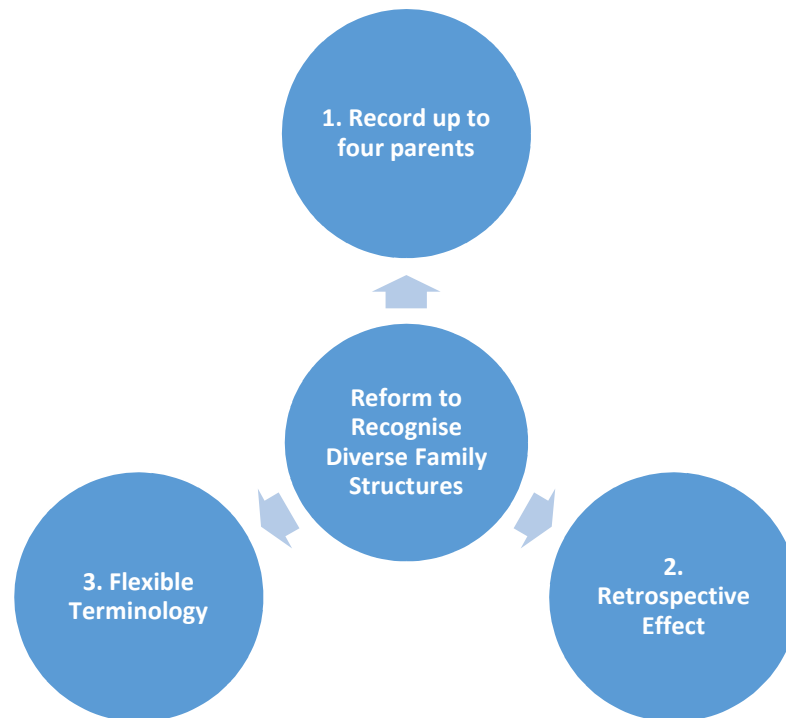 1. Record up to
four parents
Reform to
Recognise
Diverse Family
Structures
3. Flexible
Terminology
2.
Retrospective
Effect